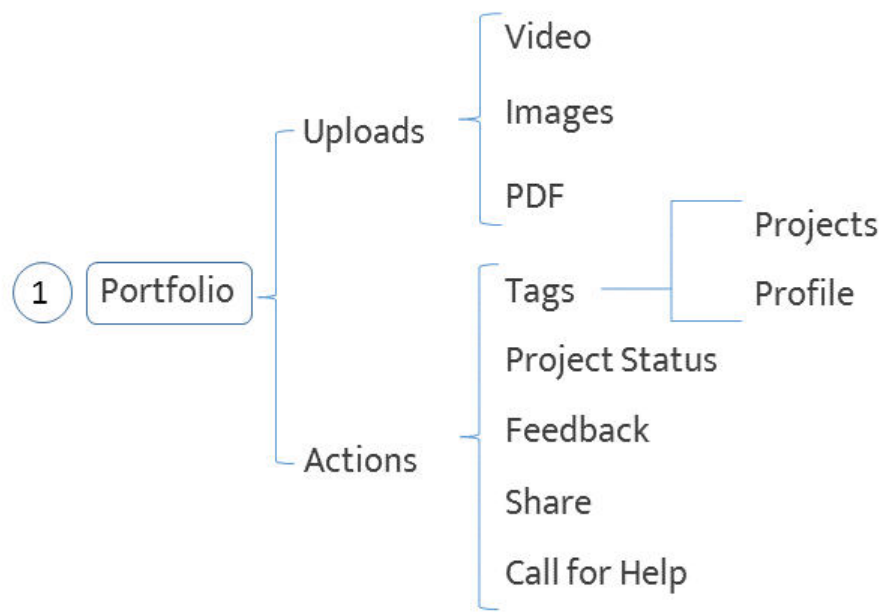 1
Portfolio
Uploads
Video
Images
PDF
Actions
Tags
Projects
Profile
Project Status
Feedback
Share
Call for Help